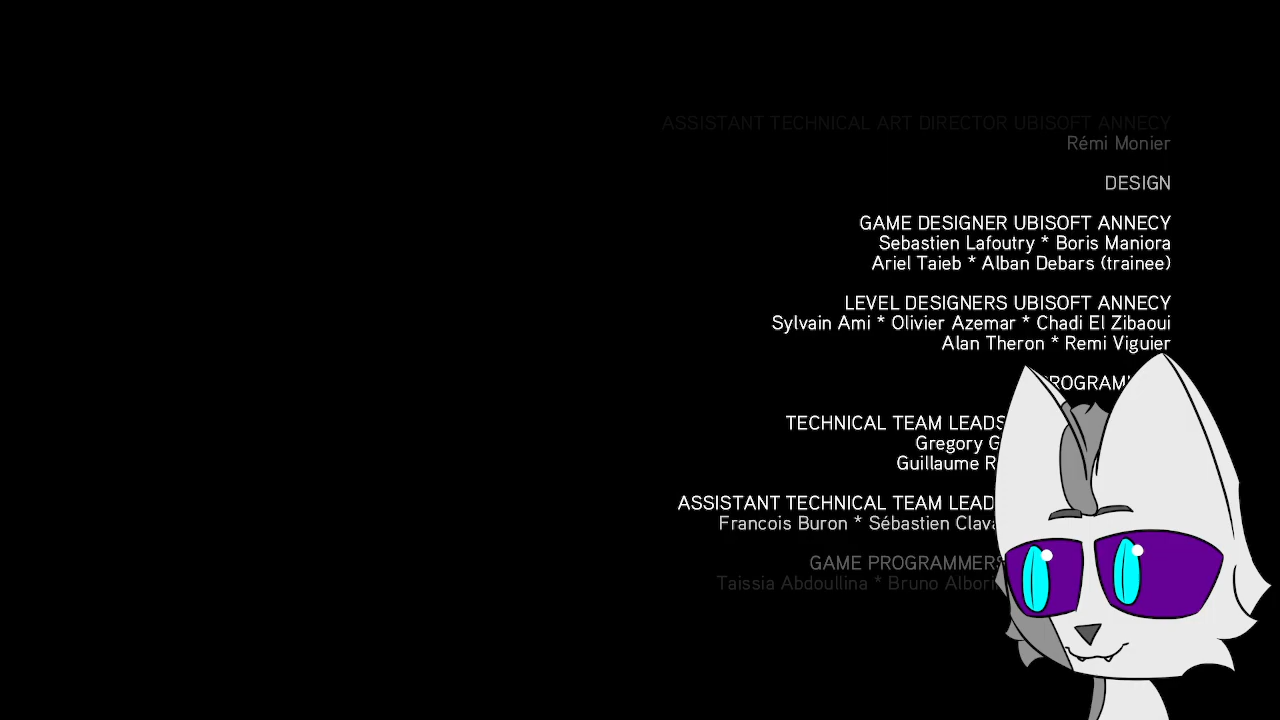 ASSISTANT TECHNICAL ART DIRECTOR UBISOFT ANNECY
Rémi Monier
DESIGN
GAME DESIGNER UBISOFT ANNECY
Sebastien Lafoutry * Boris Maniora
Ariel Taieb * Alban Debars (trainee)
LEVEL DESIGNERS UBISOFT ANNECY
Sylvain Ami * Olivier Azemar * Chadi El Zibaoui
Alan Theron * Remi Viguier
TECHNICAL TEAM LEADS
Gregory
Guillaume
ASSISTANT TECHNICAL TEAM LEAD
Francois Buron * Sébastien
GAME PROGRAMMERS
Taissia Abdoullina * Bruno